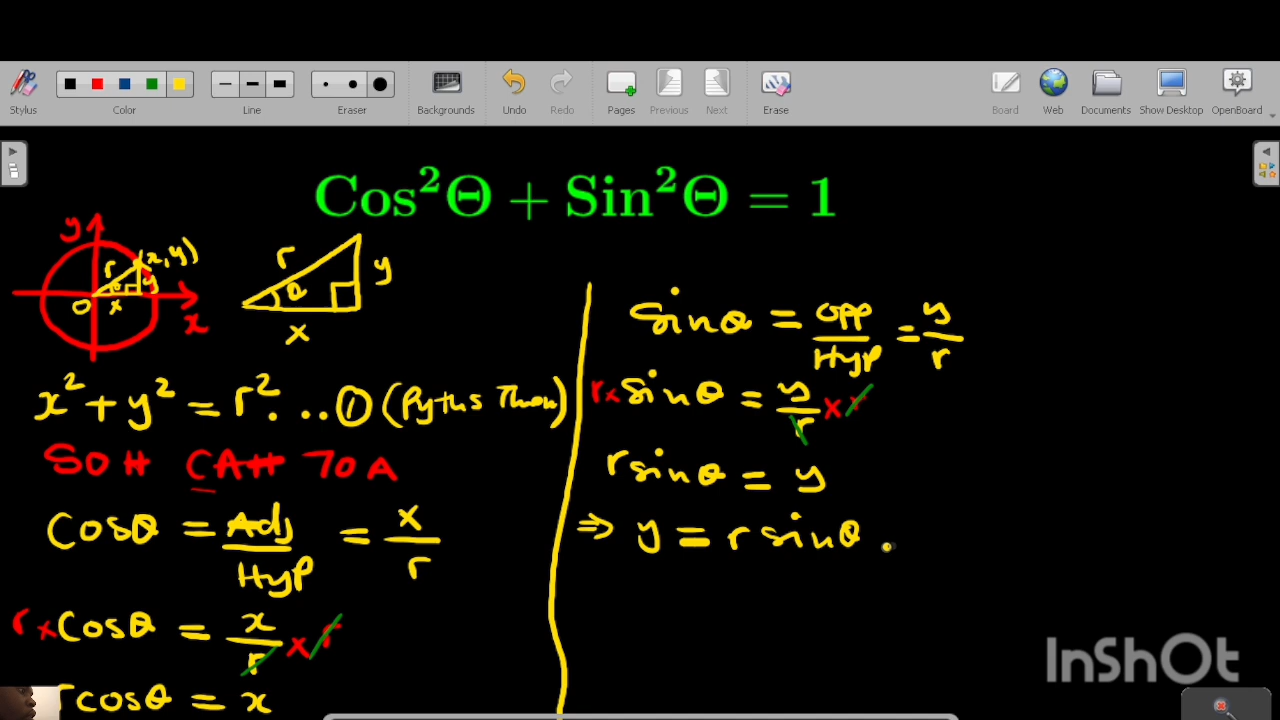 Stylus
Color
Line
Eraser
Backgrounds
Undo
Redo
Pages
Previous
Next
Erase
Board
Web
Documents
Show Desktop
OpenBoard
Cos²Θ + Sin²Θ = 1
y
(x,y)
r
θ
y
O
x
x
r
θ
y
x
x² + y² = r² . . . ① (Pyths Thm)
SOH CAH TOA
Cosθ = Adj/Hyp = x/r
r×Cosθ = x/r × r
rcosθ = x
Sinθ = opp/Hyp = y/r
r×Sinθ = y/r × r
rsinθ = y
⇒ y = r sinθ .
InShOt